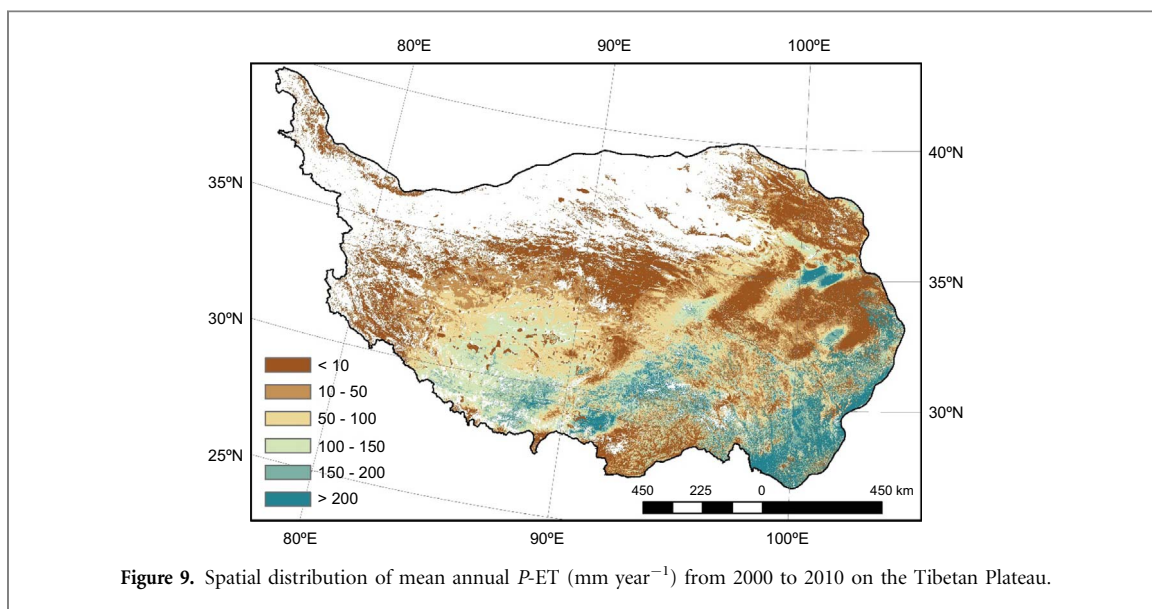 80ºE 90ºE 100ºE
40ºN
35ºN
35ºN
30ºN
< 10
10 - 50
50 - 100
100 - 150
150 - 200
> 200
30ºN
25ºN
450 225 0 450 km
80ºE 90ºE 100ºE
Figure 9. Spatial distribution of mean annual P-ET (mm year⁻¹) from 2000 to 2010 on the Tibetan Plateau.